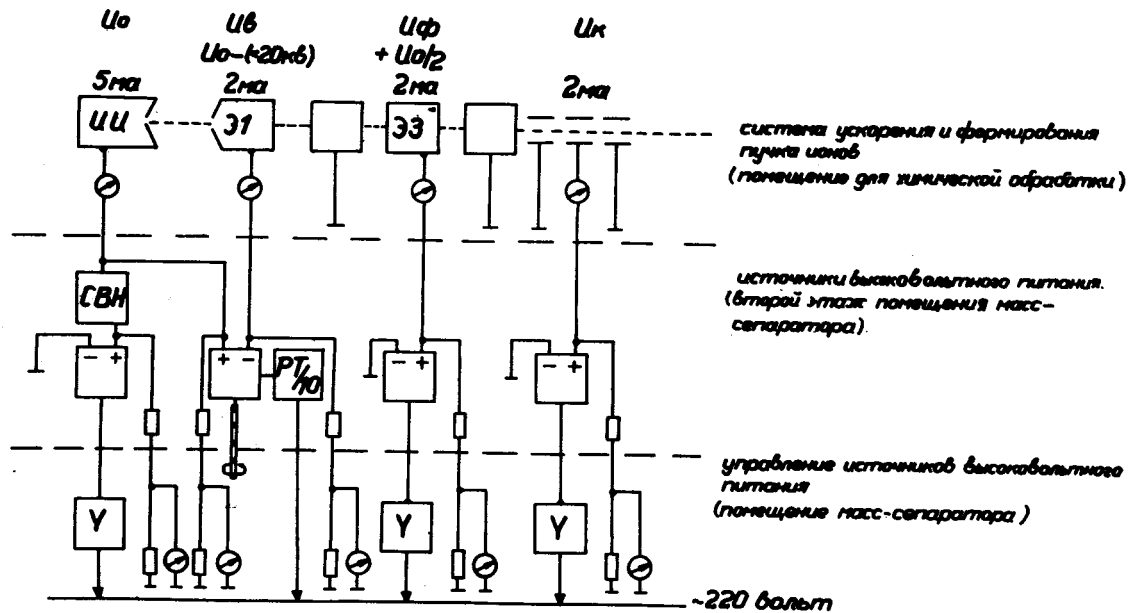 Uо Uв Uф Uк
Uо-(≈20кв) + Uо/2
5ма 2ма 2ма 2ма
ИИ Э1 ЭЗ
система ускорения и формирования
пучка ионов
(помещение для химической обработки)
источники высоковольтного питания.
(второй этаж помещения масс-
сепаратора).
СВН
- + + - РТ/10 - + - +
управление источников высоковольтного
питания
(помещение масс-сепаратора)
У У У
~220 вольт